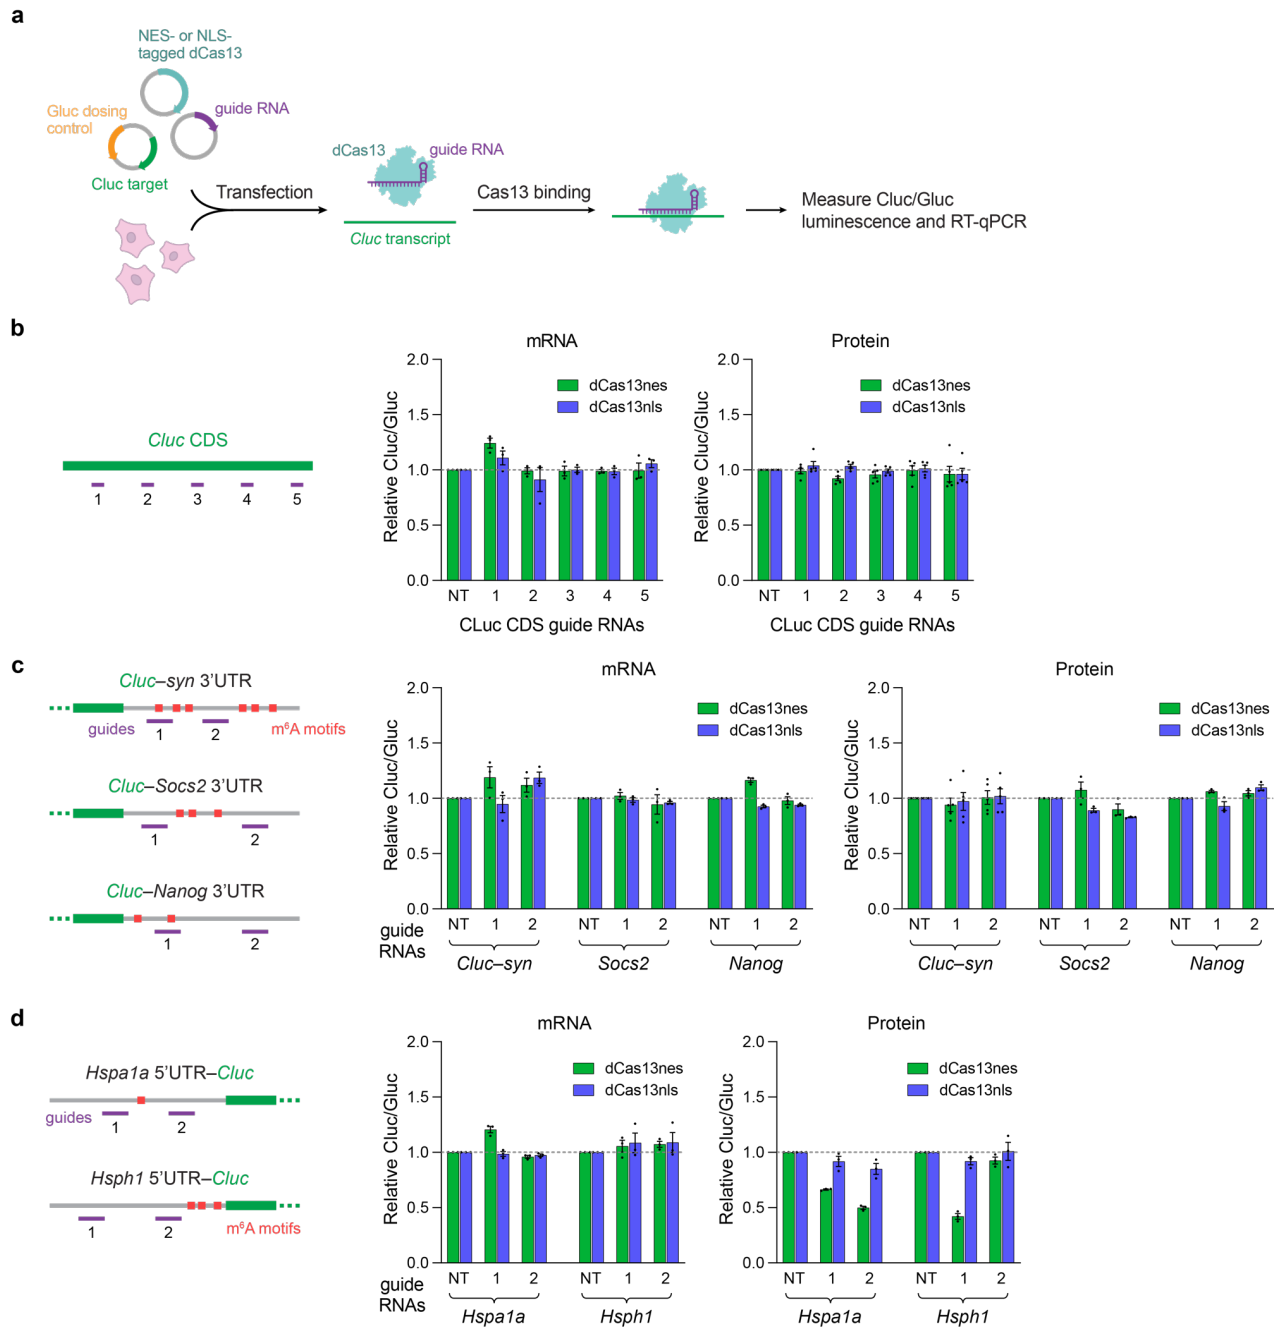 a
NES- or NLS-
tagged dCas13
Gluc dosing
control
guide RNA
Cluc target
Transfection
dCas13
guide RNA
Cluc transcript
Cas13 binding
Measure Cluc/Gluc
luminescence and RT-qPCR
b
Cluc CDS
1 2 3 4 5
mRNA
Relative Cluc/Gluc
2.0
1.5
1.0
0.5
0.0
dCas13nes
dCas13nls
NT 1 2 3 4 5
CLuc CDS guide RNAs
Protein
Relative Cluc/Gluc
2.0
1.5
1.0
0.5
0.0
dCas13nes
dCas13nls
NT 1 2 3 4 5
CLuc CDS guide RNAs
c
Cluc–syn 3'UTR
guides
1 2
m⁶A motifs
Cluc–Socs2 3'UTR
1 2
Cluc–Nanog 3'UTR
1 2
mRNA
Relative Cluc/Gluc
2.0
1.5
1.0
0.5
0.0
dCas13nes
dCas13nls
guide
RNAs
NT 1 2 NT 1 2 NT 1 2
Cluc–syn Socs2 Nanog
Protein
Relative Cluc/Gluc
2.0
1.5
1.0
0.5
0.0
dCas13nes
dCas13nls
NT 1 2 NT 1 2 NT 1 2
Cluc–syn Socs2 Nanog
d
Hspa1a 5'UTR–Cluc
guides
1 2
Hsph1 5'UTR–Cluc
1 2
m⁶A motifs
mRNA
Relative Cluc/Gluc
2.0
1.5
1.0
0.5
0.0
dCas13nes
dCas13nls
guide
RNAs
NT 1 2 NT 1 2
Hspa1a Hsph1
Protein
Relative Cluc/Gluc
2.0
1.5
1.0
0.5
0.0
dCas13nes
dCas13nls
NT 1 2 NT 1 2
Hspa1a Hsph1